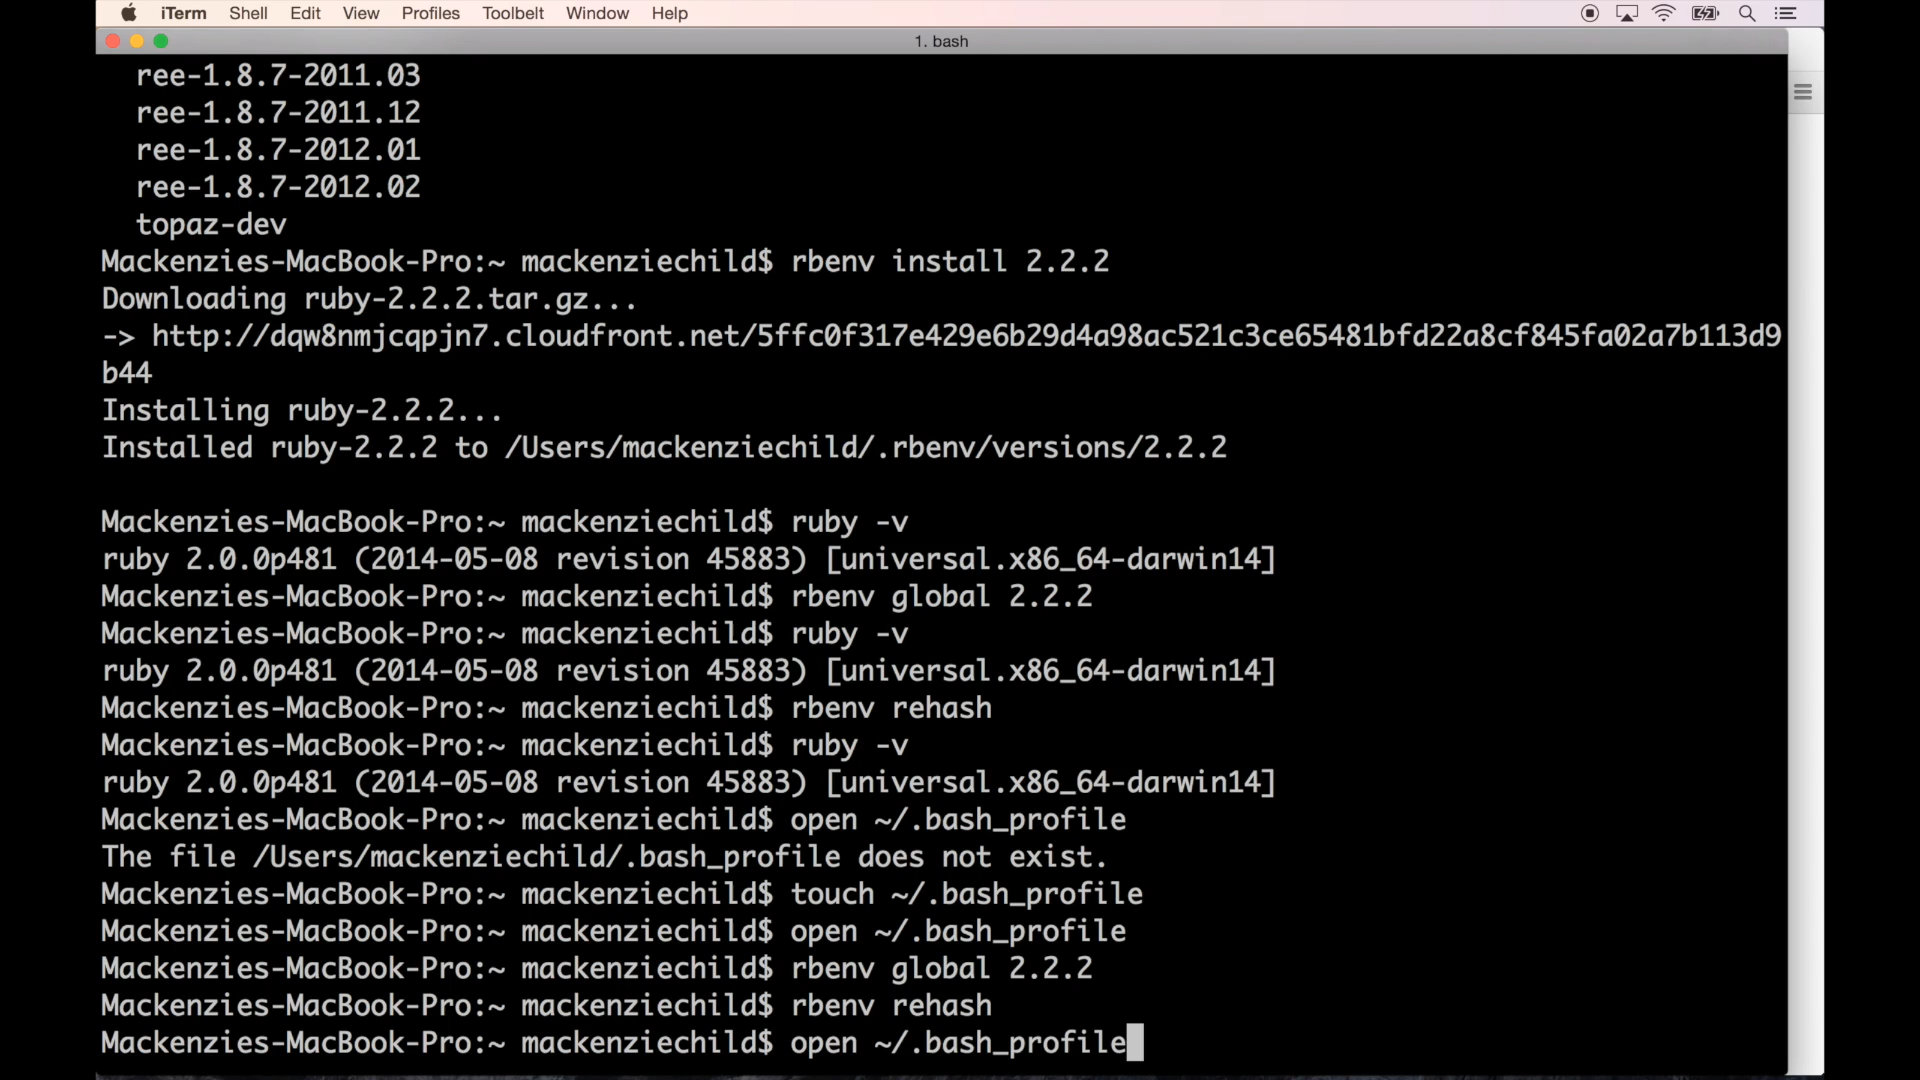 iTerm Shell Edit View Profiles Toolbelt Window Help
1. bash
ree-1.8.7-2011.03
ree-1.8.7-2011.12
ree-1.8.7-2012.01
ree-1.8.7-2012.02
topaz-dev
Mackenzies-MacBook-Pro:~ mackenziechild$ rbenv install 2.2.2
Downloading ruby-2.2.2.tar.gz...
-> http://dqw8nmjcqpjn7.cloudfront.net/5ffc0f317e429e6b29d4a98ac521c3ce65481bfd22a8cf845fa02a7b113d9
b44
Installing ruby-2.2.2...
Installed ruby-2.2.2 to /Users/mackenziechild/.rbenv/versions/2.2.2
Mackenzies-MacBook-Pro:~ mackenziechild$ ruby -v
ruby 2.0.0p481 (2014-05-08 revision 45883) [universal.x86_64-darwin14]
Mackenzies-MacBook-Pro:~ mackenziechild$ rbenv global 2.2.2
Mackenzies-MacBook-Pro:~ mackenziechild$ ruby -v
ruby 2.0.0p481 (2014-05-08 revision 45883) [universal.x86_64-darwin14]
Mackenzies-MacBook-Pro:~ mackenziechild$ rbenv rehash
Mackenzies-MacBook-Pro:~ mackenziechild$ ruby -v
ruby 2.0.0p481 (2014-05-08 revision 45883) [universal.x86_64-darwin14]
Mackenzies-MacBook-Pro:~ mackenziechild$ open ~/.bash_profile
The file /Users/mackenziechild/.bash_profile does not exist.
Mackenzies-MacBook-Pro:~ mackenziechild$ touch ~/.bash_profile
Mackenzies-MacBook-Pro:~ mackenziechild$ open ~/.bash_profile
Mackenzies-MacBook-Pro:~ mackenziechild$ rbenv global 2.2.2
Mackenzies-MacBook-Pro:~ mackenziechild$ rbenv rehash
Mackenzies-MacBook-Pro:~ mackenziechild$ open ~/.bash_profile